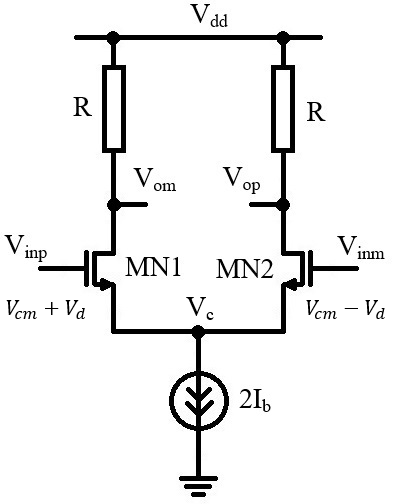 V_dd
R R
V_om V_op
V_inp MN1 MN2 V_inm
V_cm + V_d V_c V_cm − V_d
2I_b